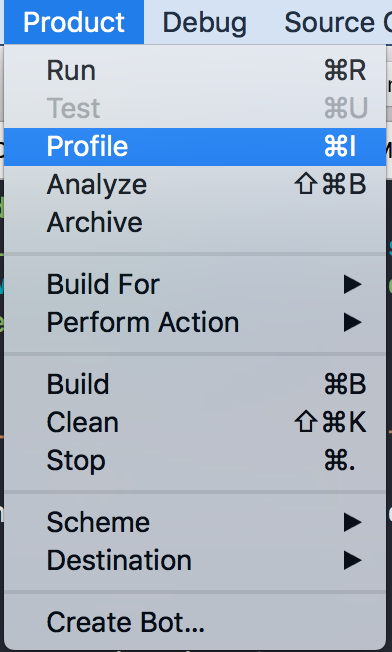 Product Debug Source
Run ⌘R
Test ⌘U
Profile ⌘I
Analyze ⇧⌘B
Archive
Build For ▶
Perform Action ▶
Build ⌘B
Clean ⇧⌘K
Stop ⌘.
Scheme ▶
Destination ▶
Create Bot...